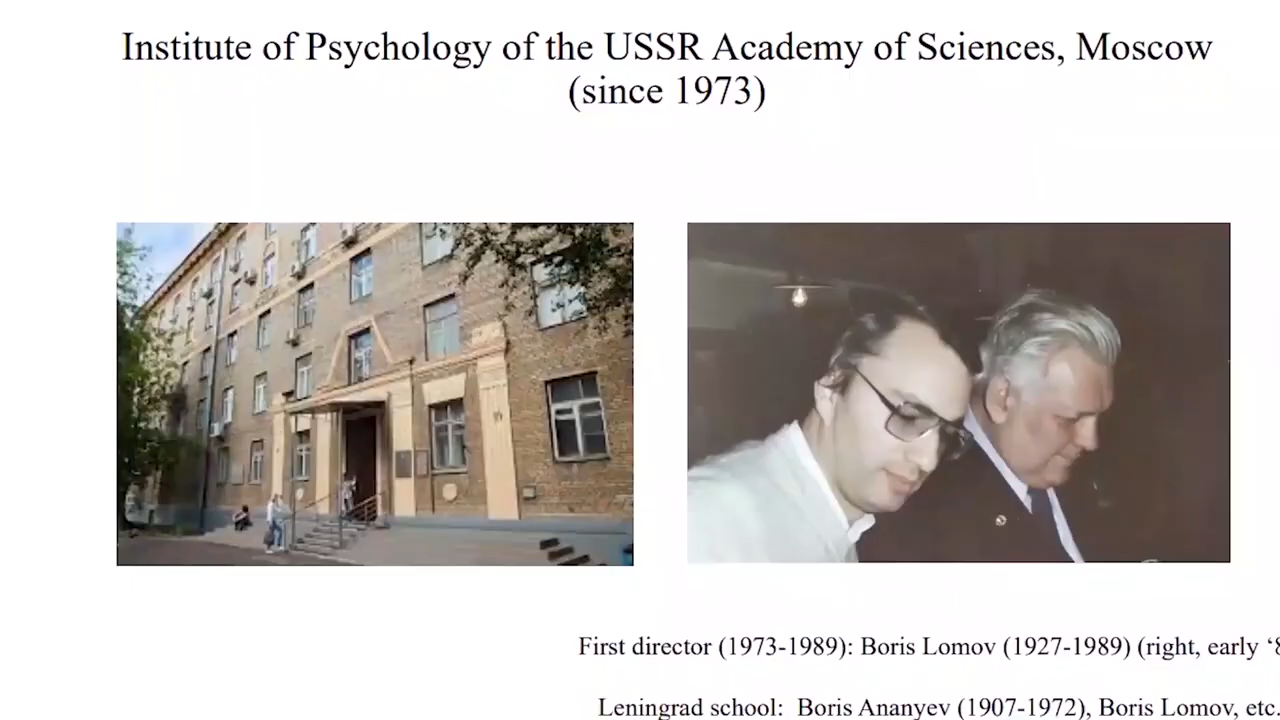 Institute of Psychology of the USSR Academy of Sciences, Moscow
(since 1973)
First director (1973-1989): Boris Lomov (1927-1989) (right, early ‘8
Leningrad school: Boris Ananyev (1907-1972), Boris Lomov, etc.